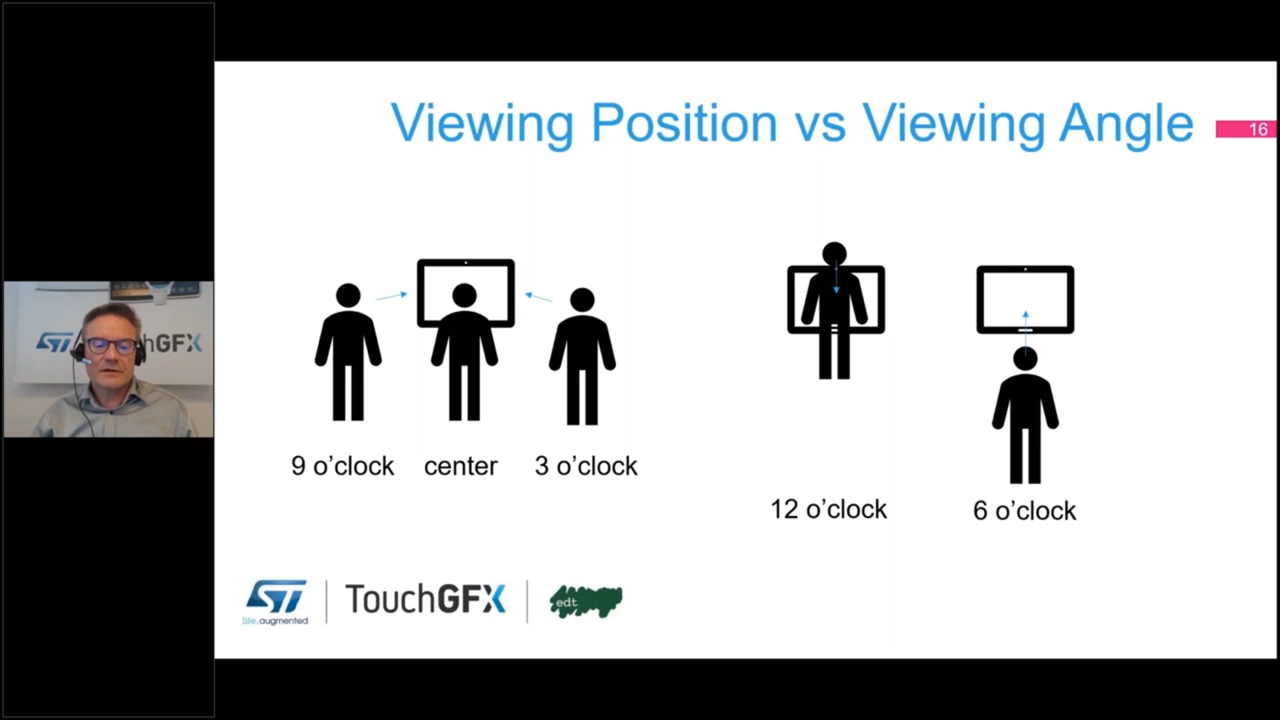 Viewing Position vs Viewing Angle
16
9 o’clock
center
3 o’clock
12 o’clock
6 o’clock
ST
life.augmented
TouchGFX
edt